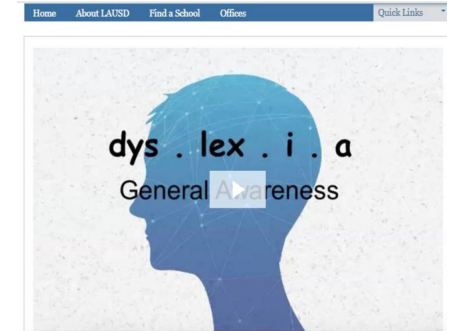 Home About LAUSD Find a School Offices Quick Links
dys . lex . i . a
General Awareness